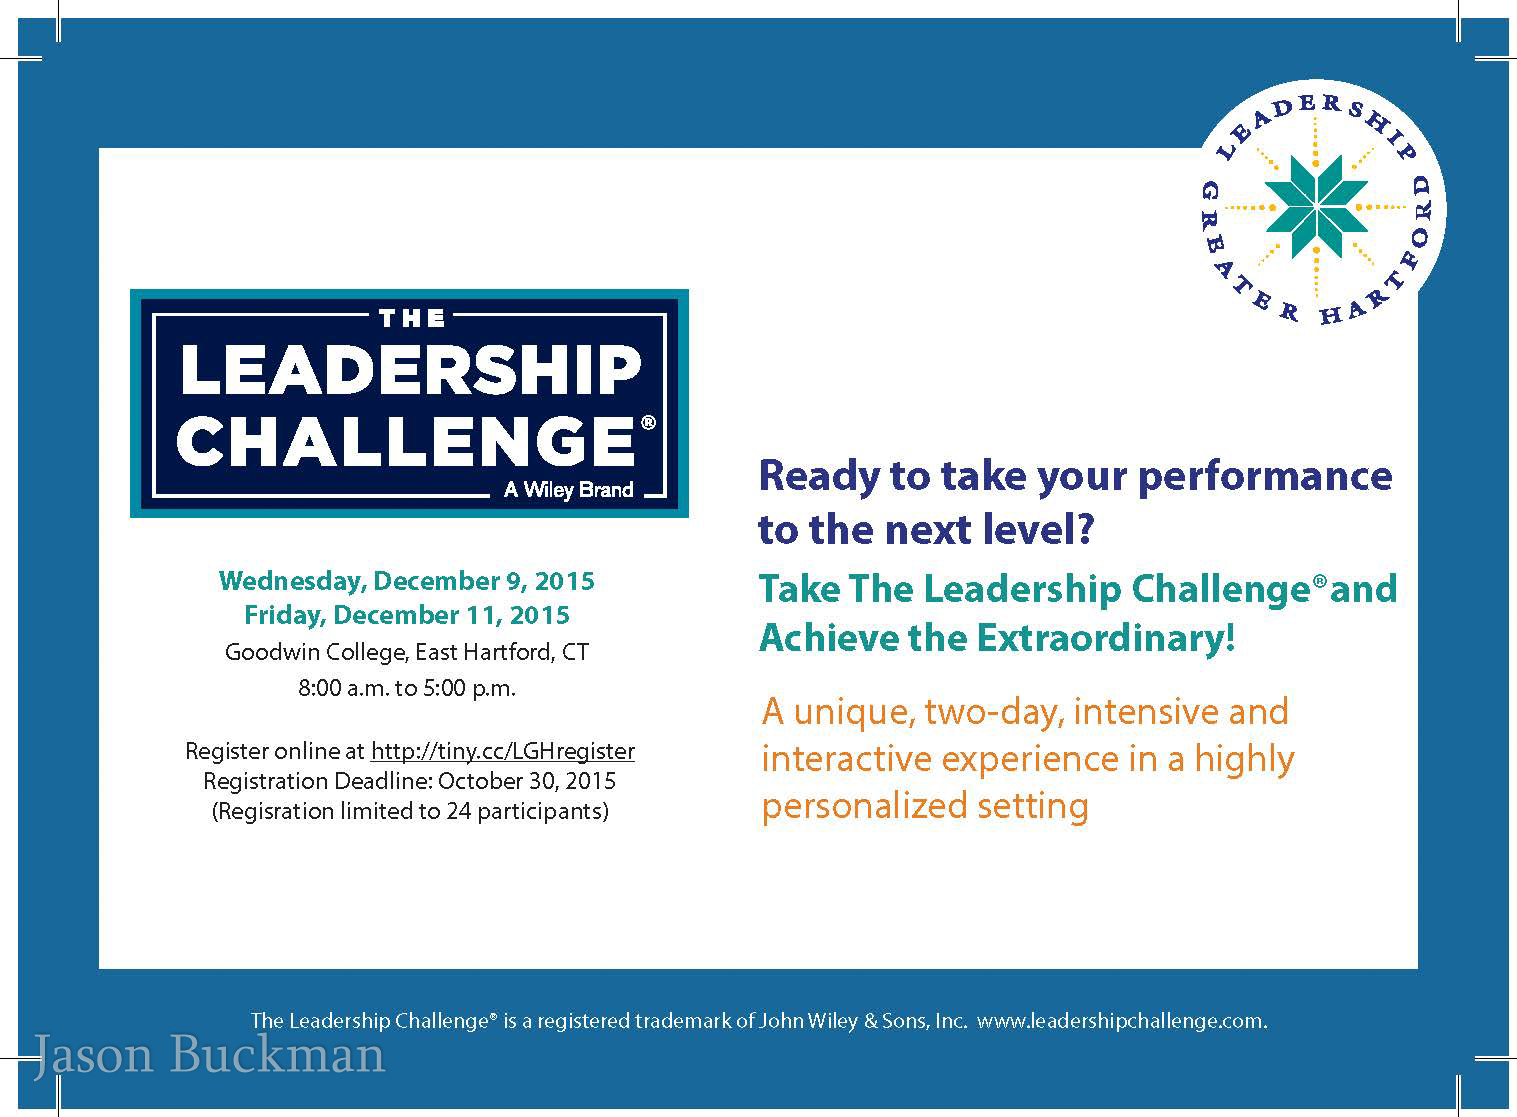 LEADERSHIP
GREATER HARTFORD
THE
LEADERSHIP
CHALLENGE®
A Wiley Brand
Wednesday, December 9, 2015
Friday, December 11, 2015
Goodwin College, East Hartford, CT
8:00 a.m. to 5:00 p.m.
Register online at http://tiny.cc/LGHregister
Registration Deadline: October 30, 2015
(Regisration limited to 24 participants)
Ready to take your performance
to the next level?
Take The Leadership Challenge® and
Achieve the Extraordinary!
A unique, two-day, intensive and
interactive experience in a highly
personalized setting
The Leadership Challenge® is a registered trademark of John Wiley & Sons, Inc. www.leadershipchallenge.com.
Jason Buckman